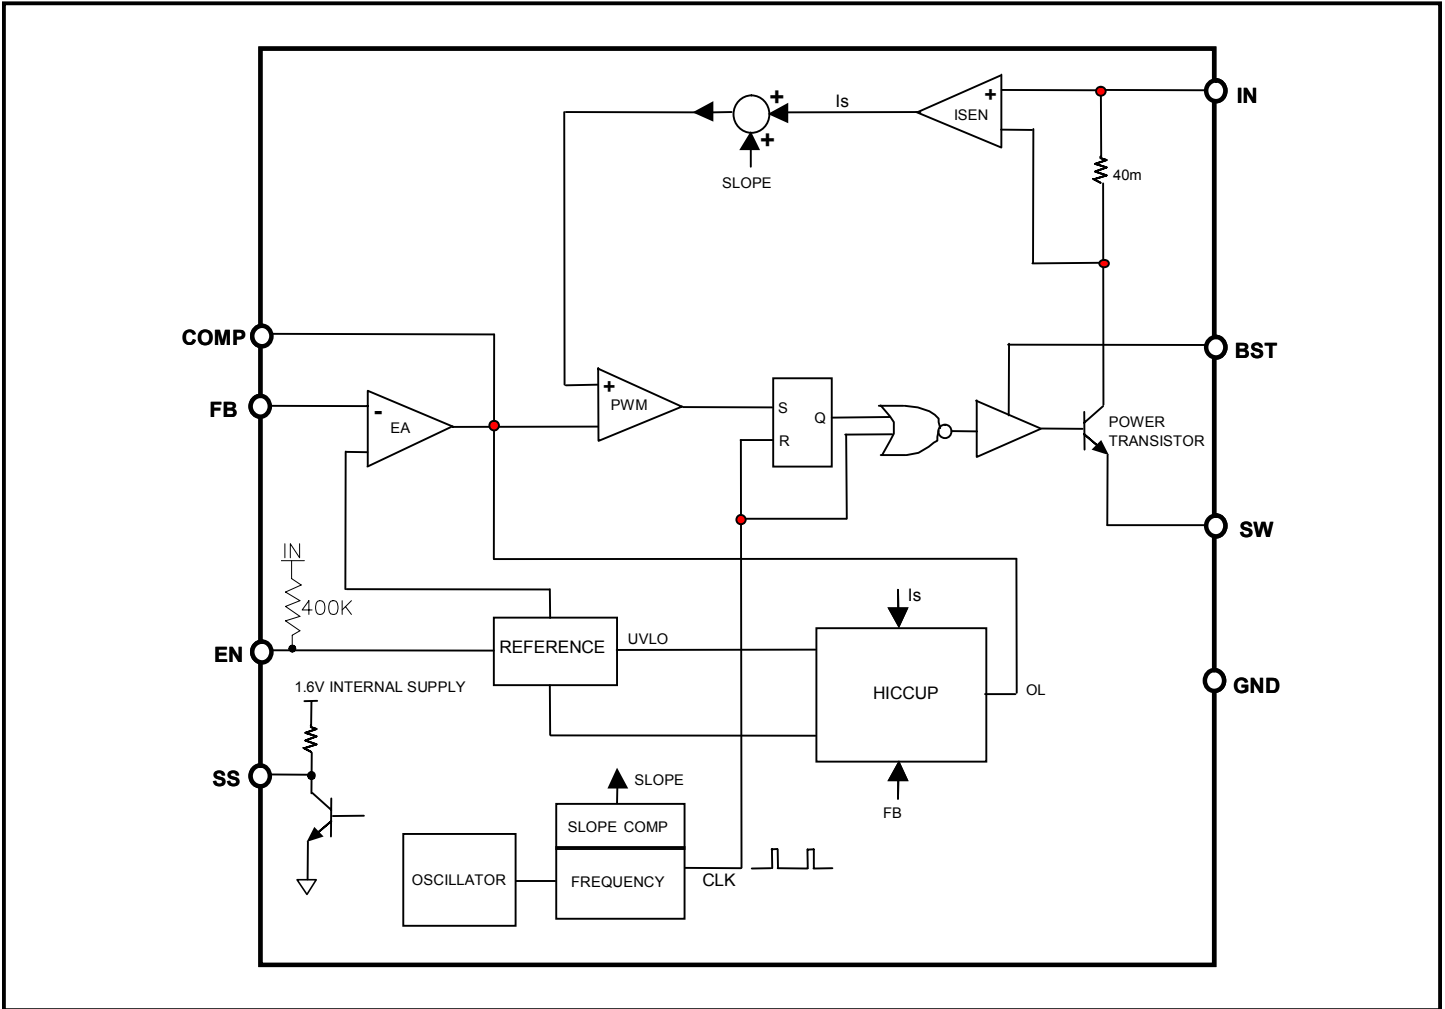 IN
+
Is
+
ISEN
+
SLOPE
40m
COMP
BST
FB
-
EA
+
PWM
S
Q
R
POWER
TRANSISTOR
SW
IN
400K
Is
EN
REFERENCE
UVLO
HICCUP
OL
GND
1.6V INTERNAL SUPPLY
SS
SLOPE
SLOPE COMP
FB
OSCILLATOR
FREQUENCY
CLK